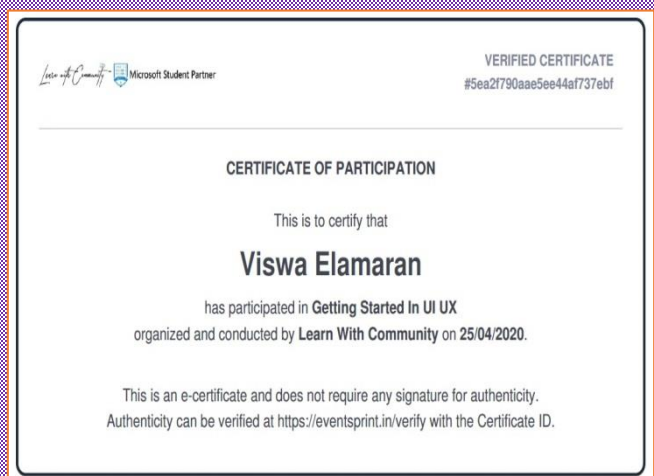 Learn with Community
Microsoft Student Partner
VERIFIED CERTIFICATE
#5ea2f790aae5ee44af737ebf
CERTIFICATE OF PARTICIPATION
This is to certify that
Viswa Elamaran
has participated in Getting Started In UI UX
organized and conducted by Learn With Community on 25/04/2020.
This is an e-certificate and does not require any signature for authenticity.
Authenticity can be verified at https://eventsprint.in/verify with the Certificate ID.